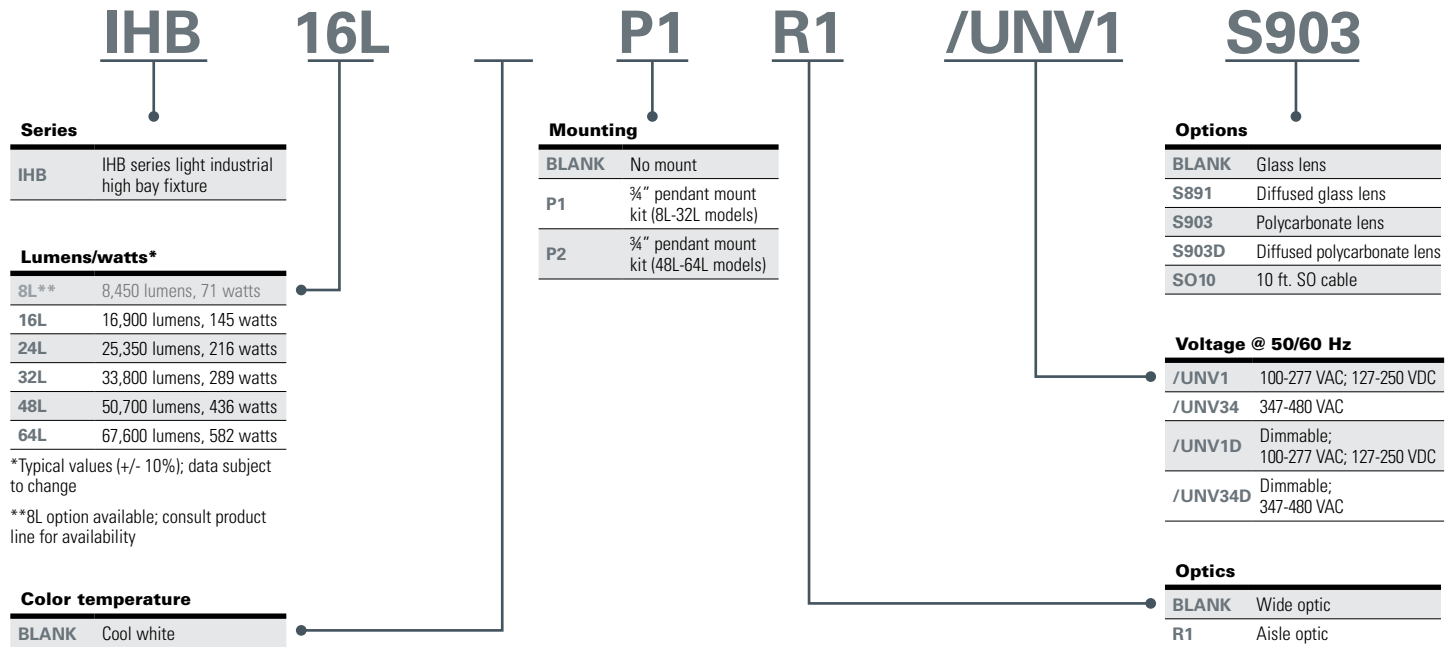 IHB 16L P1 R1 /UNV1 S903
Series
IHB IHB series light industrial
high bay fixture
Lumens/watts*
8L** 8,450 lumens, 71 watts
16L 16,900 lumens, 145 watts
24L 25,350 lumens, 216 watts
32L 33,800 lumens, 289 watts
48L 50,700 lumens, 436 watts
64L 67,600 lumens, 582 watts
*Typical values (+/- 10%); data subject
to change
**8L option available; consult product
line for availability
Color temperature
BLANK Cool white
Mounting
BLANK No mount
P1 ¾” pendant mount
kit (8L-32L models)
P2 ¾” pendant mount
kit (48L-64L models)
Options
BLANK Glass lens
S891 Diffused glass lens
S903 Polycarbonate lens
S903D Diffused polycarbonate lens
SO10 10 ft. SO cable
Voltage @ 50/60 Hz
/UNV1 100-277 VAC; 127-250 VDC
/UNV34 347-480 VAC
/UNV1D Dimmable;
100-277 VAC; 127-250 VDC
/UNV34D Dimmable;
347-480 VAC
Optics
BLANK Wide optic
R1 Aisle optic